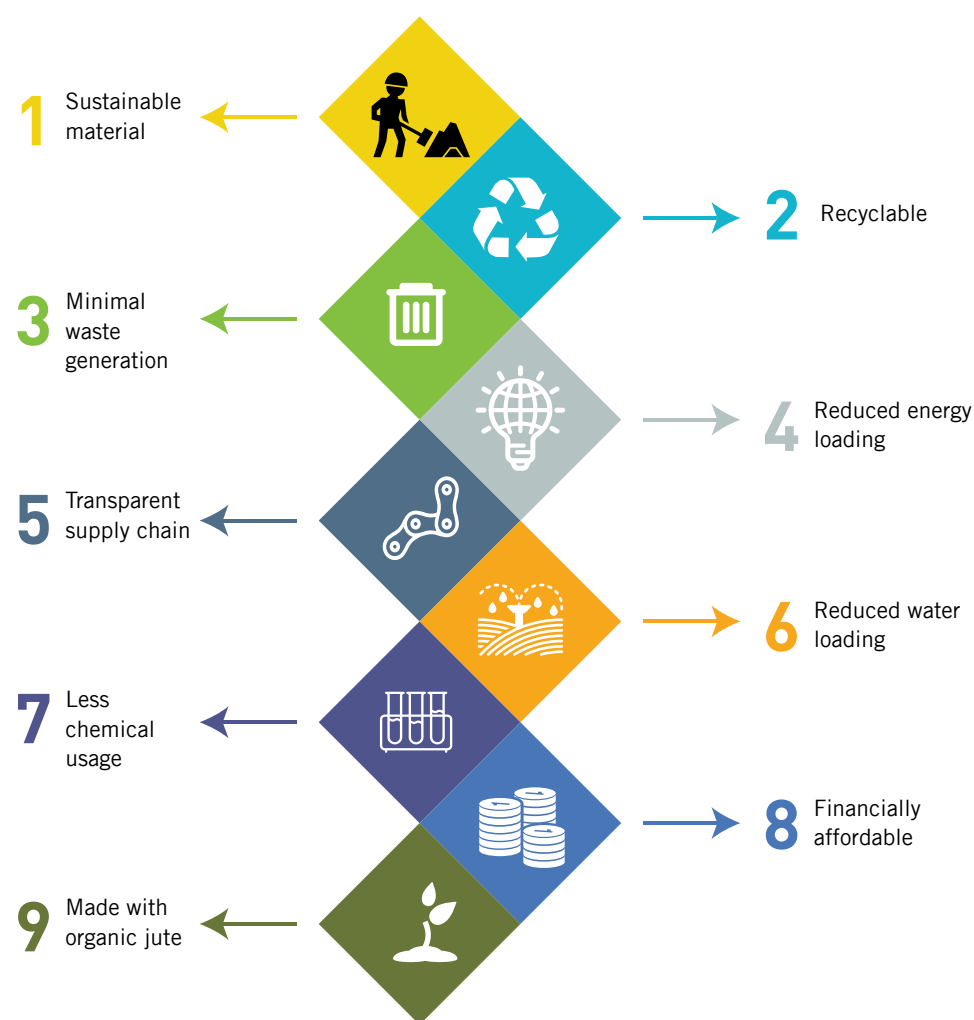 1
Sustainable
material
2
Recyclable
3
Minimal
waste
generation
4
Reduced energy
loading
5
Transparent
supply chain
6
Reduced water
loading
7
Less
chemical
usage
8
Financially
affordable
9
Made with
organic jute